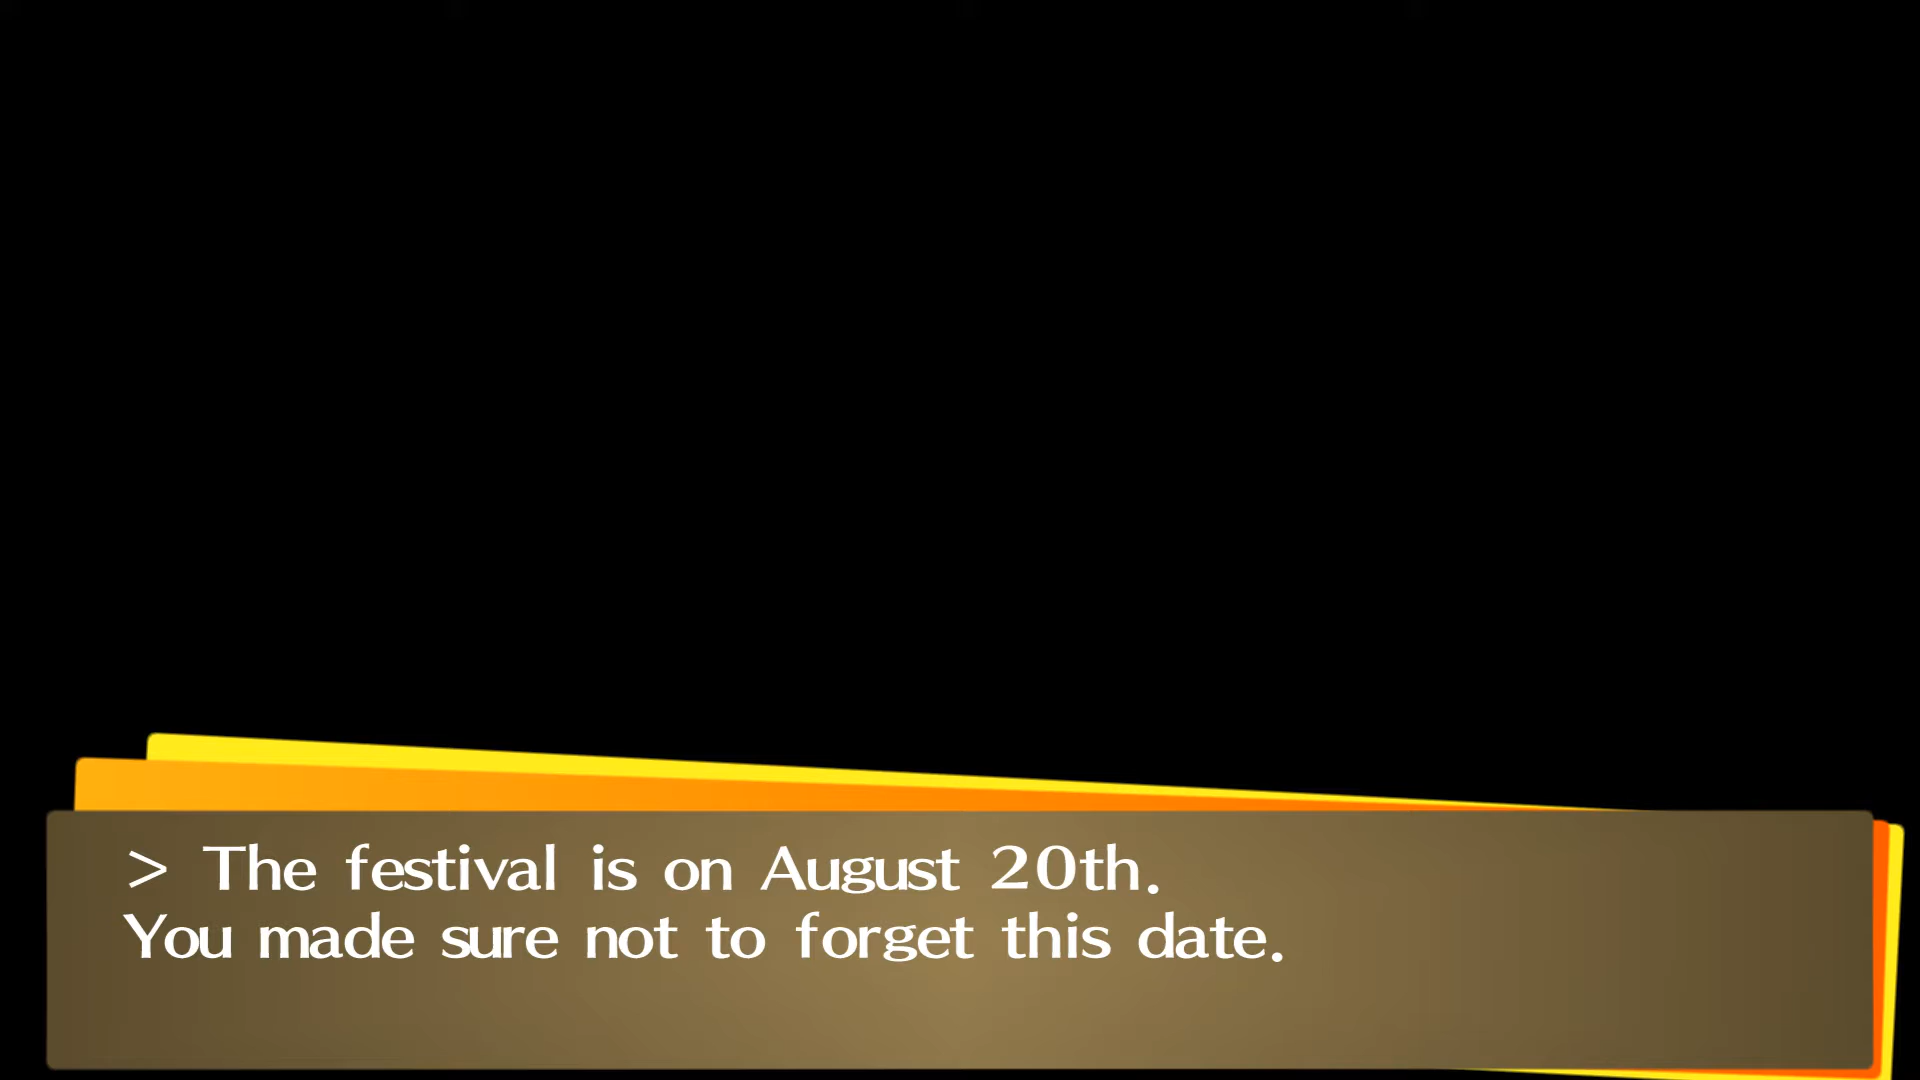 > The festival is on August 20th.
You made sure not to forget this date.